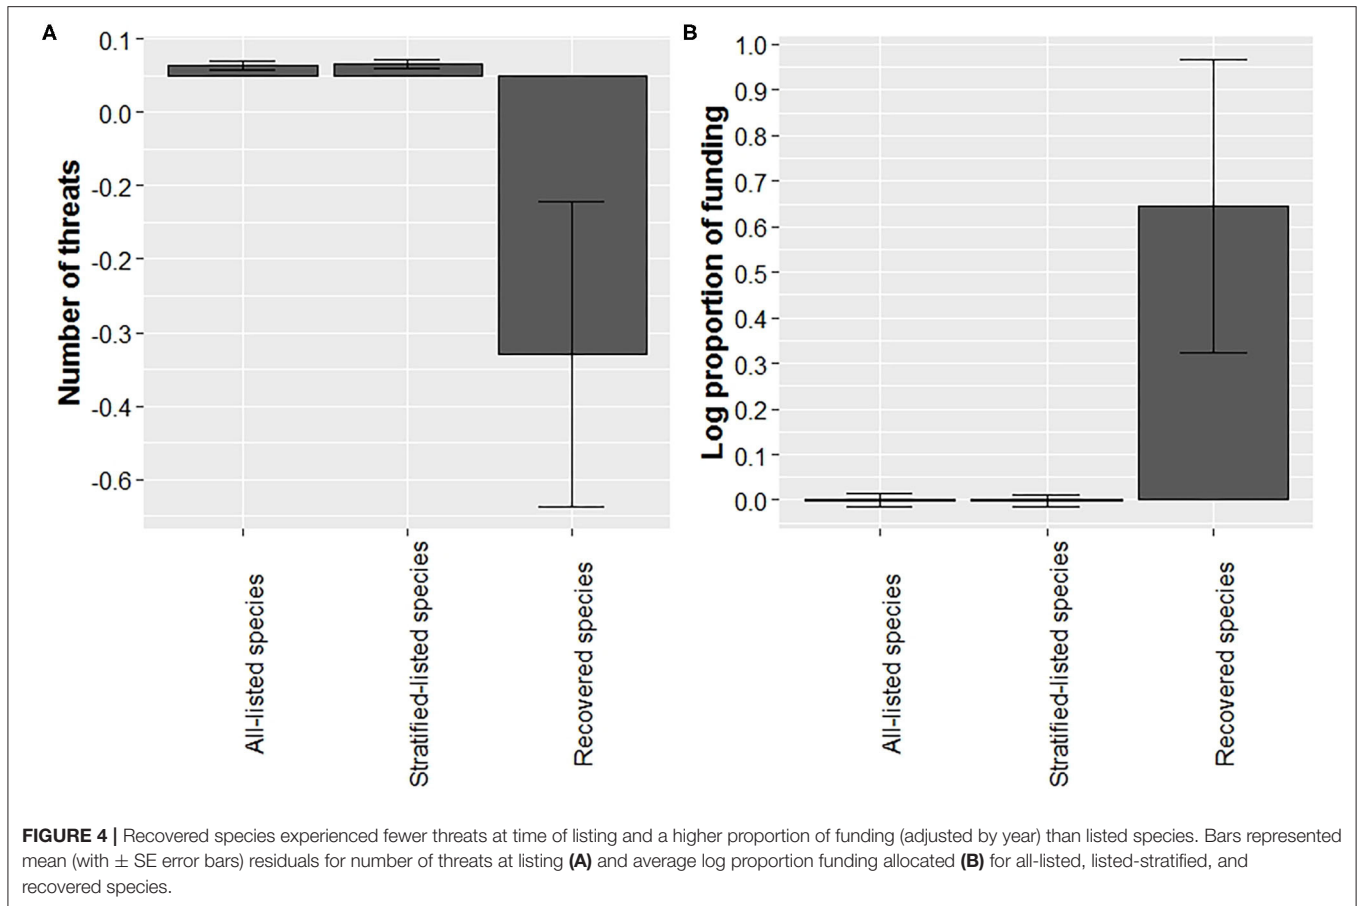 A
0.1
0.0
-0.2
-0.2
-0.3
-0.4
-0.6
Number of threats
All-listed species
Stratified-listed species
Recovered species
B
1.0
0.9
0.8
0.7
0.6
0.5
0.4
0.3
0.2
0.1
0.0
Log proportion of funding
All-listed species
Stratified-listed species
Recovered species
FIGURE 4 | Recovered species experienced fewer threats at time of listing and a higher proportion of funding (adjusted by year) than listed species. Bars represented
mean (with ± SE error bars) residuals for number of threats at listing (A) and average log proportion funding allocated (B) for all-listed, listed-stratified, and
recovered species.